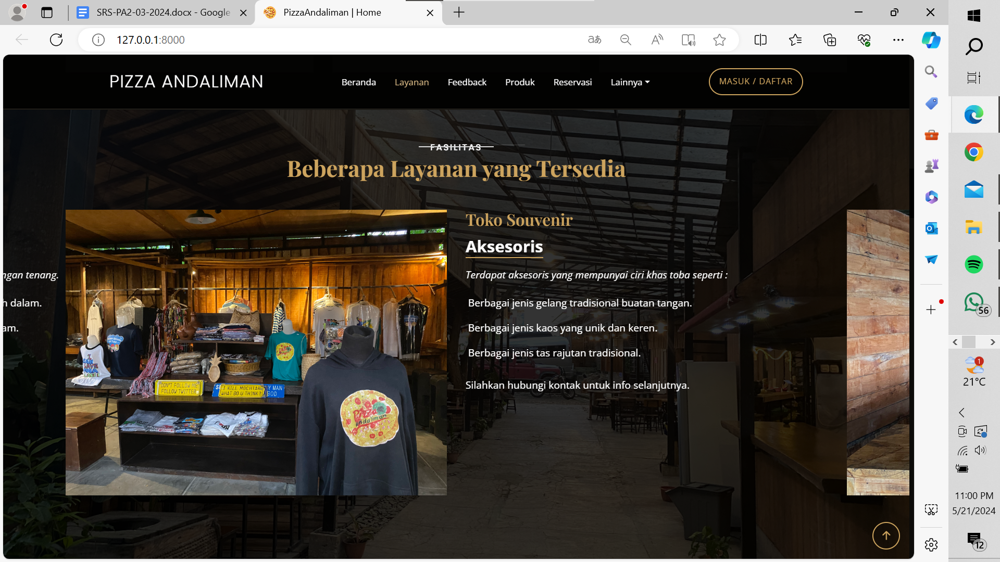 SRS-PA2-03-2024.docx - Google
PizzaAndaliman | Home
127.0.0.1:8000
PIZZA ANDALIMAN
Beranda
Layanan
Feedback
Produk
Reservasi
Lainnya
MASUK / DAFTAR
FASILITAS
Beberapa Layanan yang Tersedia
ngan tenang.
dalam.
am.
Toko Souvenir
Aksesoris
Terdapat aksesoris yang mempunyai ciri khas toba seperti :
Berbagai jenis gelang tradisional buatan tangan.
Berbagai jenis kaos yang unik dan keren.
Berbagai jenis tas rajutan tradisional.
Silahkan hubungi kontak untuk info selanjutnya.
DON'T FOLLOW ME
FOLLOW TWITTER
I KILL MOCHTAR
WHAT DO U THINK?
MAN
GOD
Pizza
andaliman
56
1
21°C
11:00 PM
5/21/2024
12